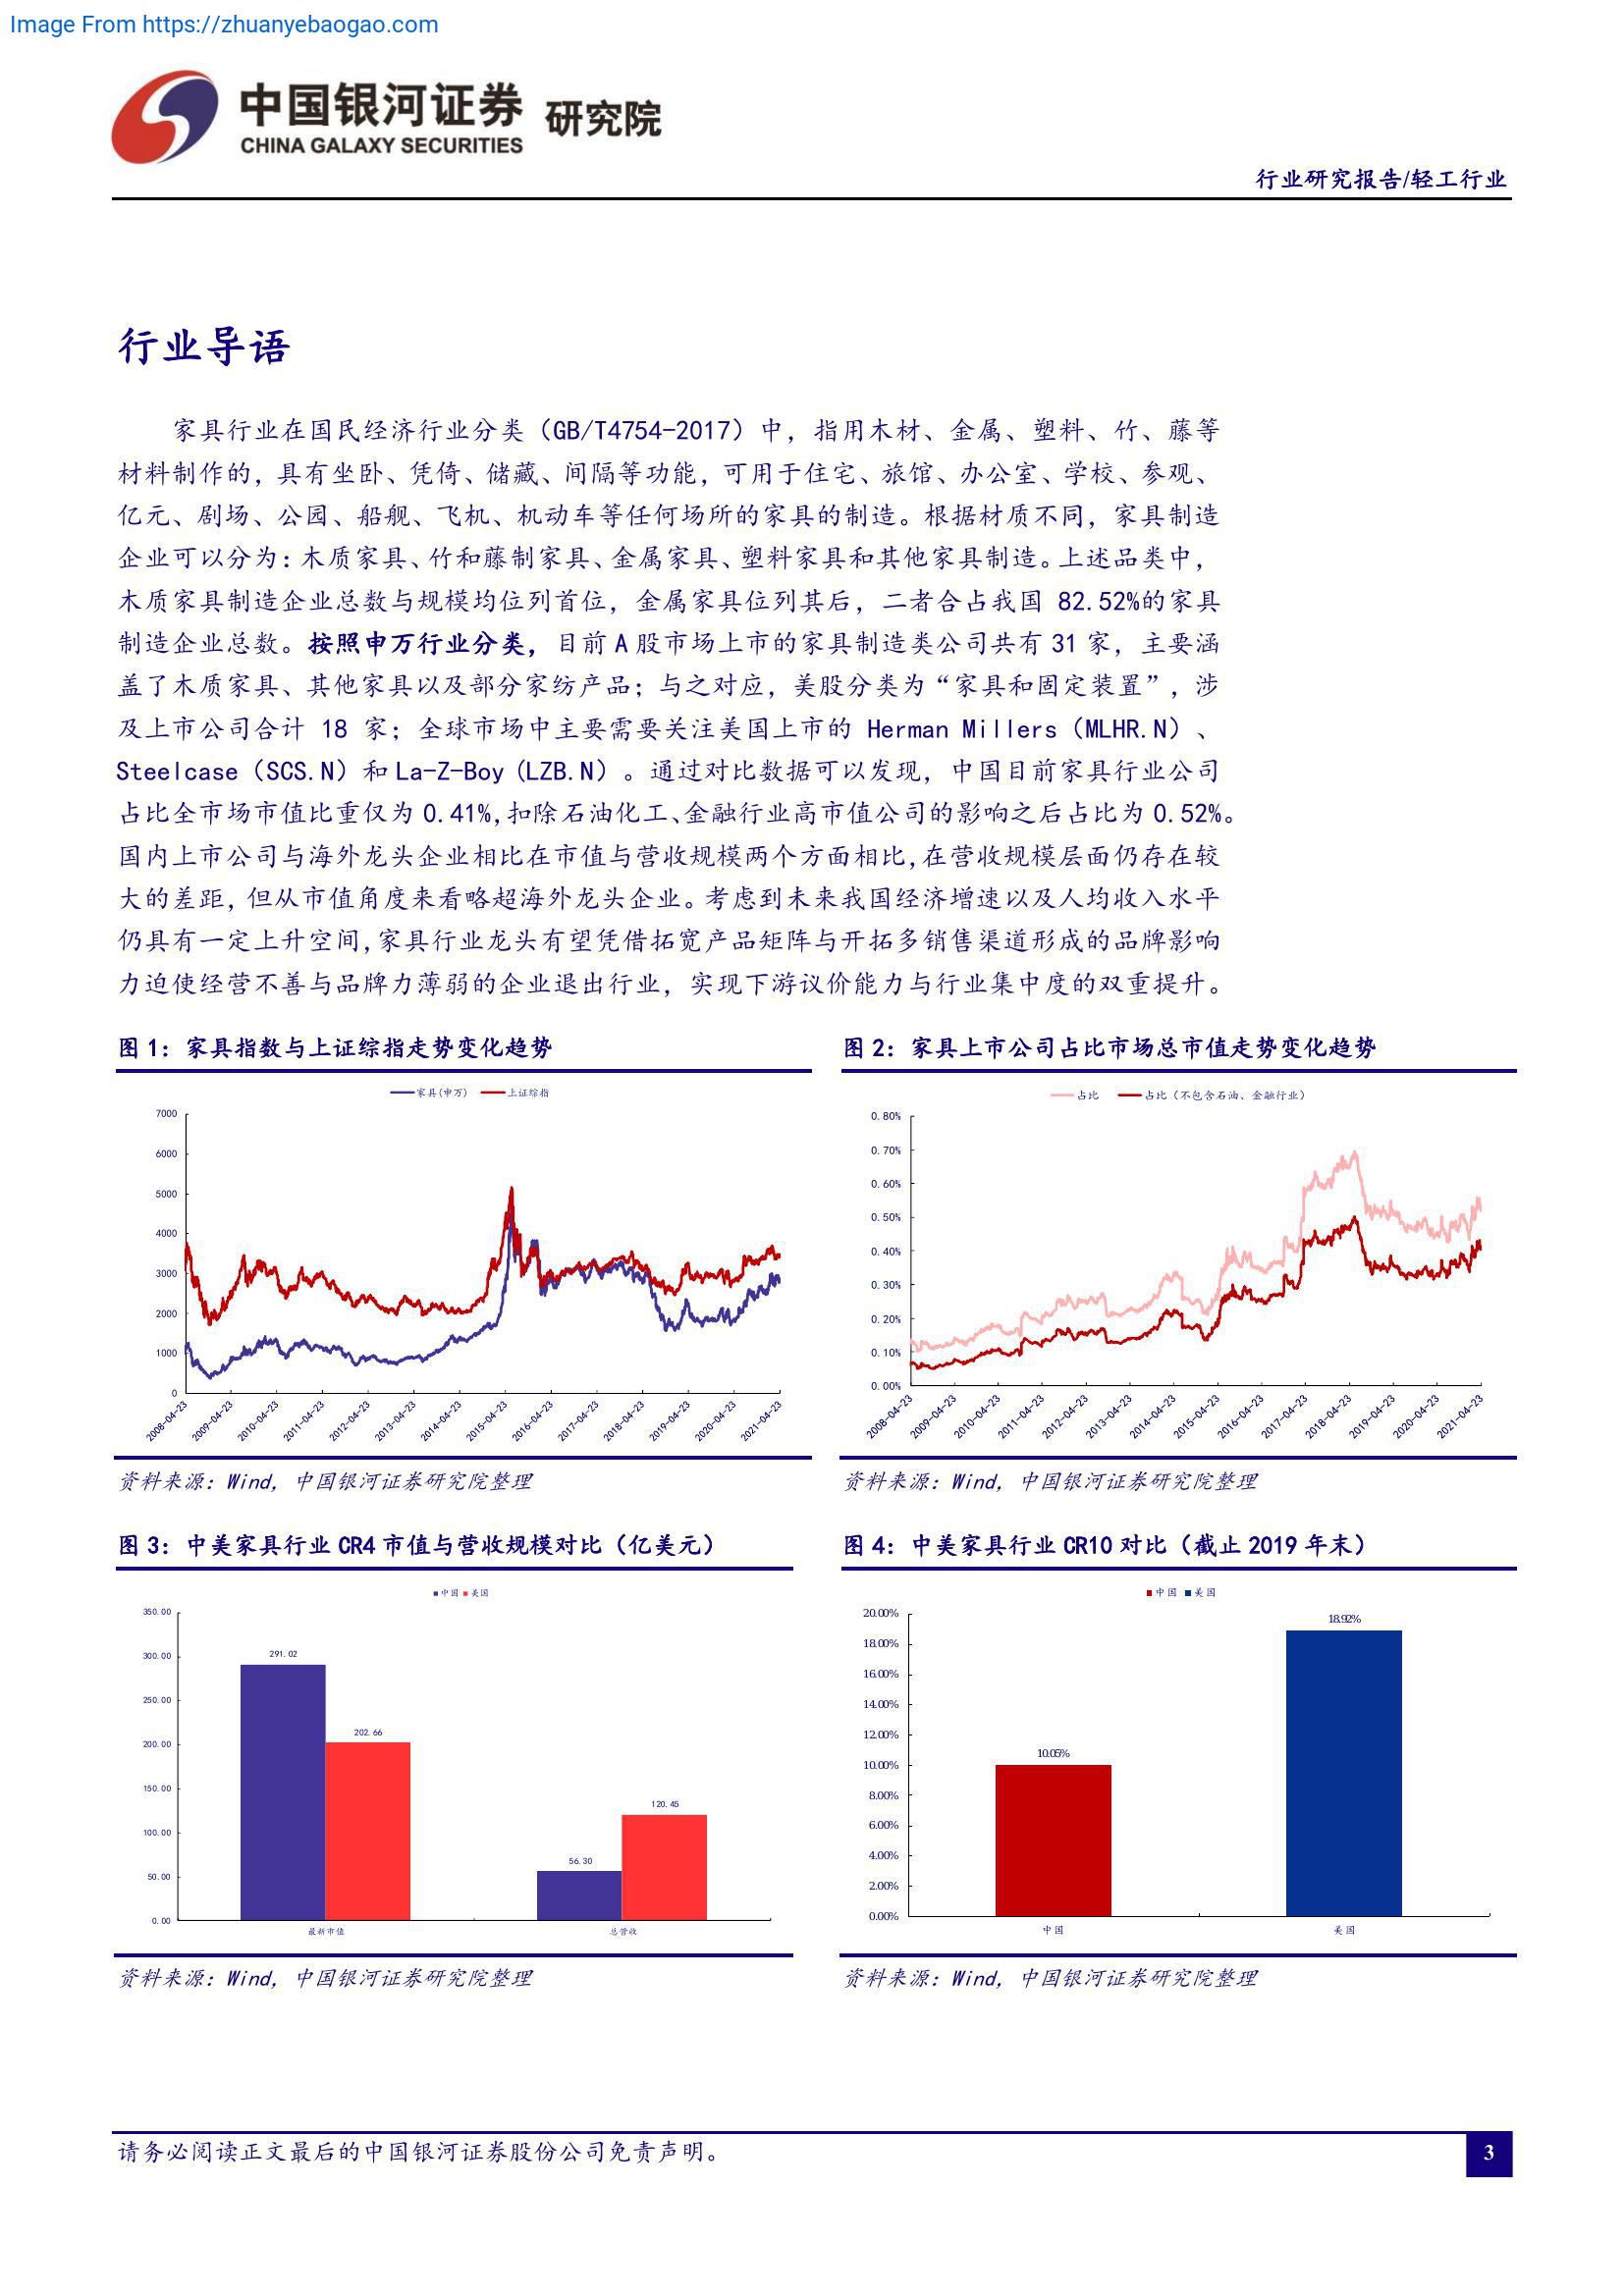 Image From https://zhuanyebaogao.com
中国银河证券 研究院
CHINA GALAXY SECURITIES
行业研究报告/轻工行业
行业导语
家具行业在国民经济行业分类（GB/T4754-2017）中，指用木材、金属、塑料、竹、藤等
材料制作的，具有坐卧、凭倚、储藏、间隔等功能，可用于住宅、旅馆、办公室、学校、参观、
亿元、剧场、公园、船舰、飞机、机动车等任何场所的家具的制造。根据材质不同，家具制造
企业可以分为：木质家具、竹和藤制家具、金属家具、塑料家具和其他家具制造。上述品类中，
木质家具制造企业总数与规模均位列首位，金属家具位列其后，二者合占我国 82.52%的家具
制造企业总数。按照申万行业分类，目前 A 股市场上市的家具制造类公司共有 31 家，主要涵
盖了木质家具、其他家具以及部分家纺产品；与之对应，美股分类为“家具和固定装置”，涉
及上市公司合计 18 家；全球市场中主要需要关注美国上市的 Herman Millers（MLHR.N）、
Steelcase（SCS.N）和 La-Z-Boy (LZB.N）。通过对比数据可以发现，中国目前家具行业公司
占比全市场市值比重仅为 0.41%，扣除石油化工、金融行业高市值公司的影响之后占比为 0.52%。
国内上市公司与海外龙头企业相比在市值与营收规模两个方面相比，在营收规模层面仍存在较
大的差距，但从市值角度来看略超海外龙头企业。考虑到未来我国经济增速以及人均收入水平
仍具有一定上升空间，家具行业龙头有望凭借拓宽产品矩阵与开拓多销售渠道形成的品牌影响
力迫使经营不善与品牌力薄弱的企业退出行业，实现下游议价能力与行业集中度的双重提升。
图 1：家具指数与上证综指走势变化趋势
家具(申万) 上证综指
7000
6000
5000
4000
3000
2000
1000
0
2008-04-23
2009-04-23
2010-04-23
2011-04-23
2012-04-23
2013-04-23
2014-04-23
2015-04-23
2016-04-23
2017-04-23
2018-04-23
2019-04-23
2020-04-23
2021-04-23
资料来源：Wind，中国银河证券研究院整理
图 2：家具上市公司占比市场总市值走势变化趋势
占比 占比（不包含石油、金融行业）
0.80%
0.70%
0.60%
0.50%
0.40%
0.30%
0.20%
0.10%
0.00%
2008-04-23
2009-04-23
2010-04-23
2011-04-23
2012-04-23
2013-04-23
2014-04-23
2015-04-23
2016-04-23
2017-04-23
2018-04-23
2019-04-23
2020-04-23
2021-04-23
资料来源：Wind，中国银河证券研究院整理
图 3：中美家具行业 CR4 市值与营收规模对比（亿美元）
中国 美国
350.00
300.00
250.00
200.00
150.00
100.00
50.00
0.00
291.02
202.66
56.30
120.45
最新市值
总营收
资料来源：Wind，中国银河证券研究院整理
图 4：中美家具行业 CR10 对比（截止 2019 年末）
中国 美国
20.00%
18.00%
16.00%
14.00%
12.00%
10.00%
8.00%
6.00%
4.00%
2.00%
0.00%
10.05%
18.92%
中国
美国
资料来源：Wind，中国银河证券研究院整理
请务必阅读正文最后的中国银河证券股份公司免责声明。
3